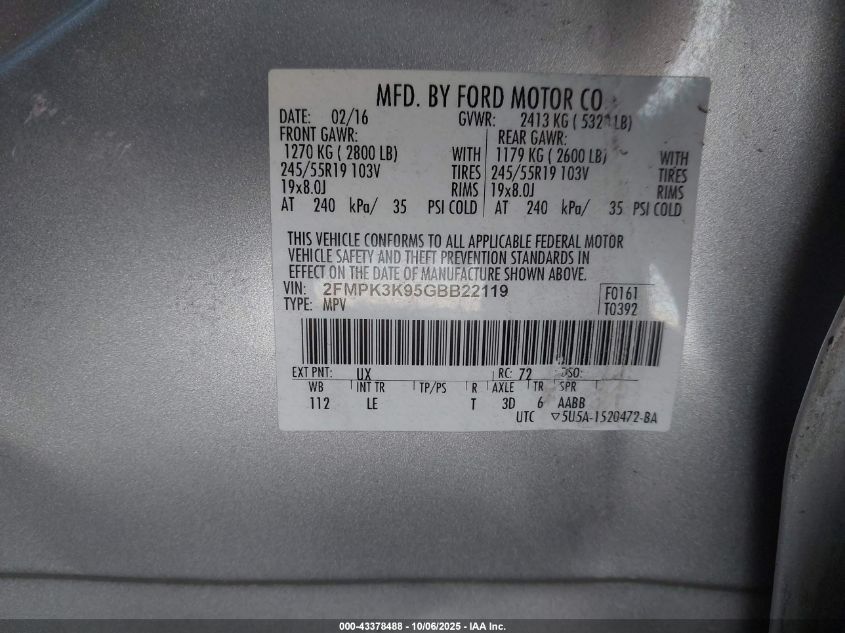 MFD. BY FORD MOTOR CO.
DATE: 02/16 GVWR: 2413 KG ( 532 LB)
FRONT GAWR: REAR GAWR:
1270 KG ( 2800 LB) WITH 1179 KG ( 2600 LB) WITH
245/55R19 103V TIRES 245/55R19 103V TIRES
19x8.0J RIMS 19x8.0J RIMS
AT 240 kPa/ 35 PSI COLD AT 240 kPa/ 35 PSI COLD
THIS VEHICLE CONFORMS TO ALL APPLICABLE FEDERAL MOTOR
VEHICLE SAFETY AND THEFT PREVENTION STANDARDS IN
EFFECT ON THE DATE OF MANUFACTURE SHOWN ABOVE.
VIN: 2FMPK3K95GBB22119 F0161
TYPE: MPV T0392
EXT PNT: UX RC: 72 DSO:
WB INT TR TP/PS R AXLE TR SPR
112 LE T 3D 6 AABB
UTC ▽5U5A-1520472-BA
000-43378488 - 10/06/2025 - IAA Inc.